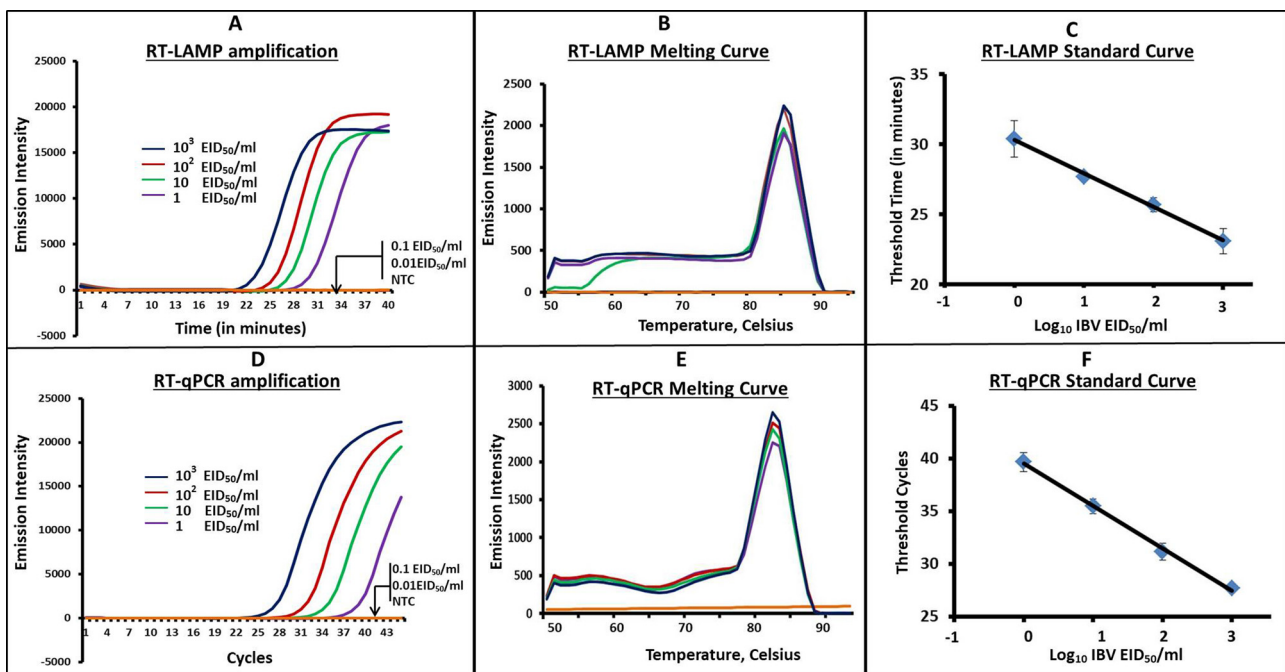 A
RT-LAMP amplification
25000
20000
15000
10000
5000
0
-5000
Emission Intensity
10³ EID₅₀/ml
10² EID₅₀/ml
10 EID₅₀/ml
1 EID₅₀/ml
0.1 EID₅₀/ml
0.01EID₅₀/ml
NTC
1 4 7 10 13 16 19 22 25 28 31 34 37 40
Time (in minutes)
B
RT-LAMP Melting Curve
2500
2000
1500
1000
500
0
Emission Intensity
50 60 70 80 90
Temperature, Celsius
C
RT-LAMP Standard Curve
35
30
25
20
Threshold Time (in minutes)
-1 0 1 2 3
Log₁₀ IBV EID₅₀/ml
D
RT-qPCR amplification
25000
20000
15000
10000
5000
0
-5000
Emission Intensity
10³ EID₅₀/ml
10² EID₅₀/ml
10 EID₅₀/ml
1 EID₅₀/ml
0.1 EID₅₀/ml
0.01EID₅₀/ml
NTC
1 4 7 10 13 16 19 22 25 28 31 34 37 40 43
Cycles
E
RT-qPCR Melting Curve
3000
2500
2000
1500
1000
500
0
Emission Intensity
50 60 70 80 90
Temperature, Celsius
F
RT-qPCR Standard Curve
45
40
35
30
25
Threshold Cycles
-1 0 1 2 3
Log₁₀ IBV EID₅₀/ml